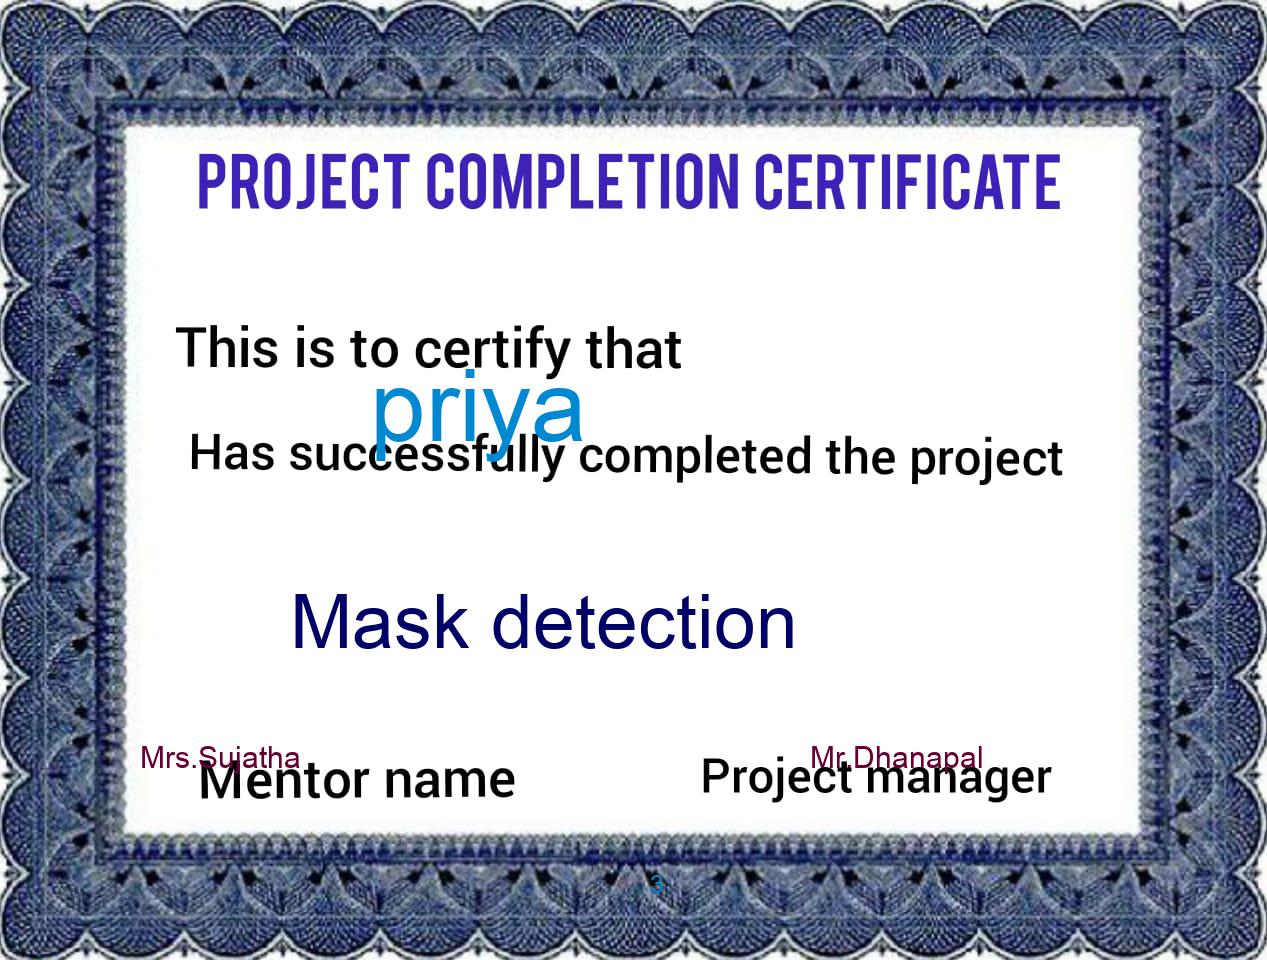 PROJECT COMPLETION CERTIFICATE
This is to certify that
priya
Has successfully completed the project
Mask detection
Mrs.Sujatha
Mr.Dhanapal
Mentor name
Project manager
3